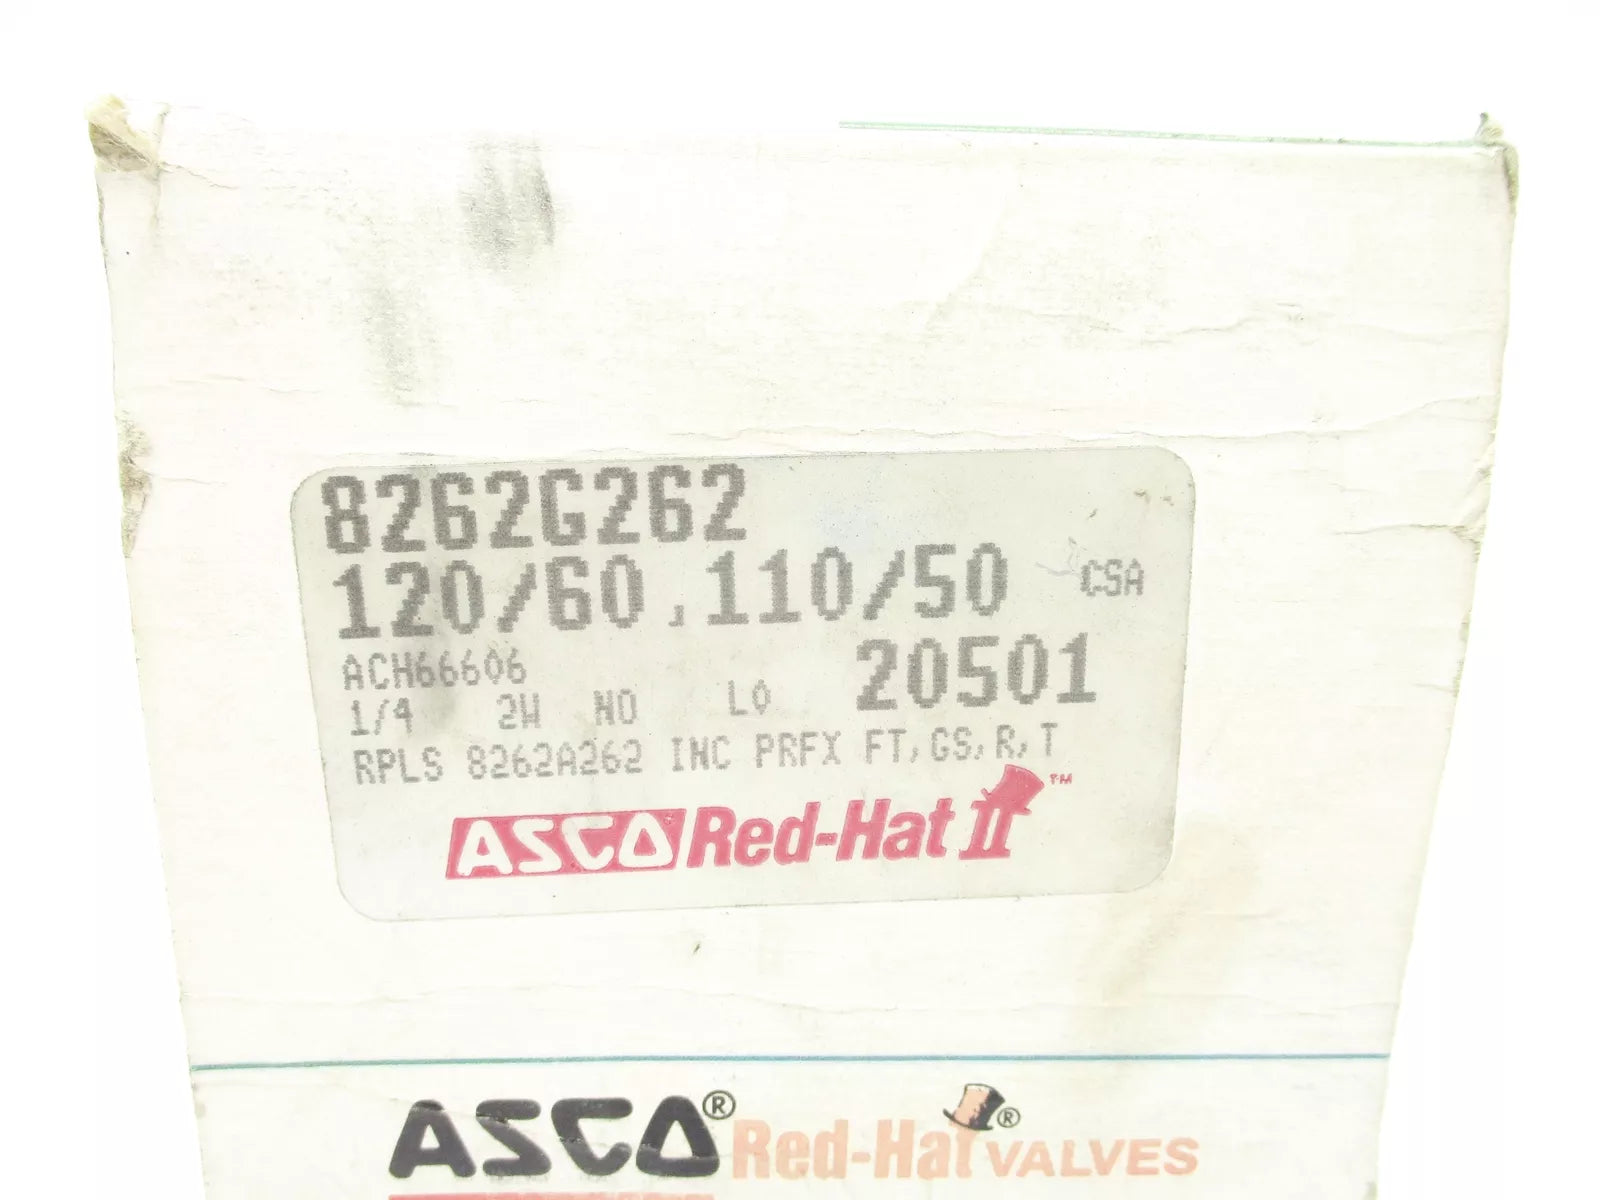 8262G262
120/60,110/50 CSA
ACH66606
20501
1/4 2W NO LO
RPLS 8262A262 INC PRFX FT,GS,R,T
ASCO Red-Hat II™
ASCO® Red-Hat® VALVES